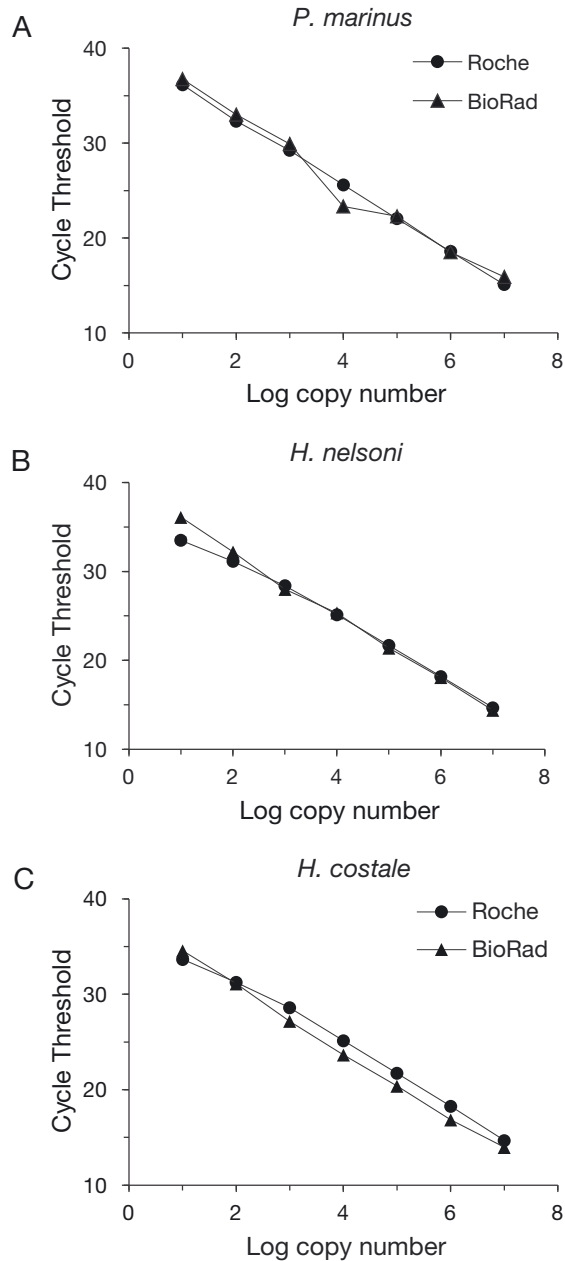 A
P. marinus
40
30
20
10
Cycle Threshold
Roche
BioRad
0
2
4
6
8
Log copy number
B
H. nelsoni
40
30
20
10
Cycle Threshold
0
2
4
6
8
Log copy number
C
H. costale
40
30
20
10
Cycle Threshold
Roche
BioRad
0
2
4
6
8
Log copy number